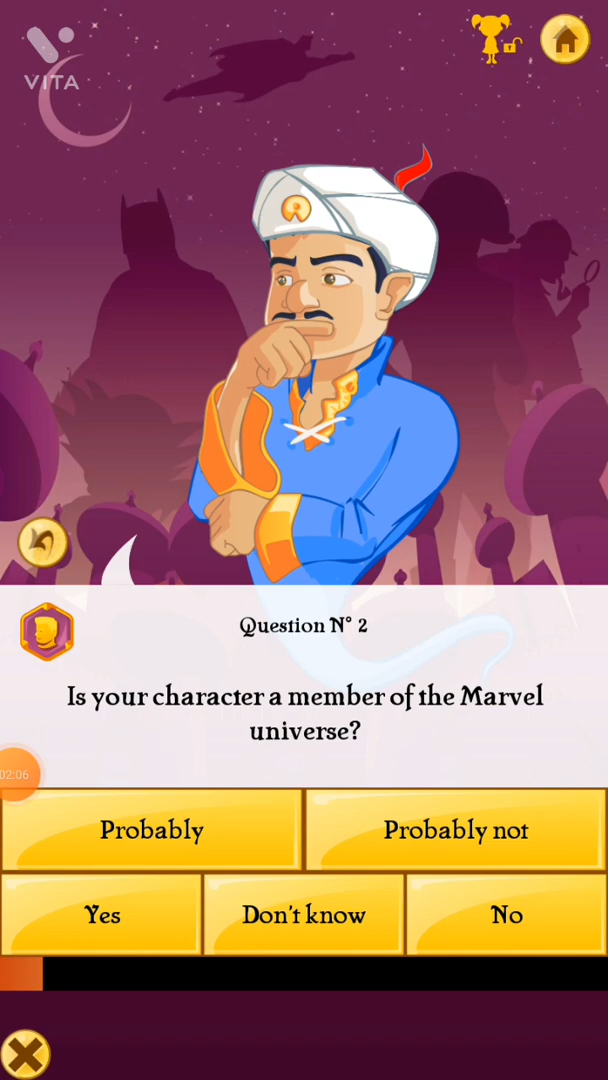 VITA
Question N° 2
Is your character a member of the Marvel
universe?
02:06
Probably
Probably not
Yes
Don't know
No